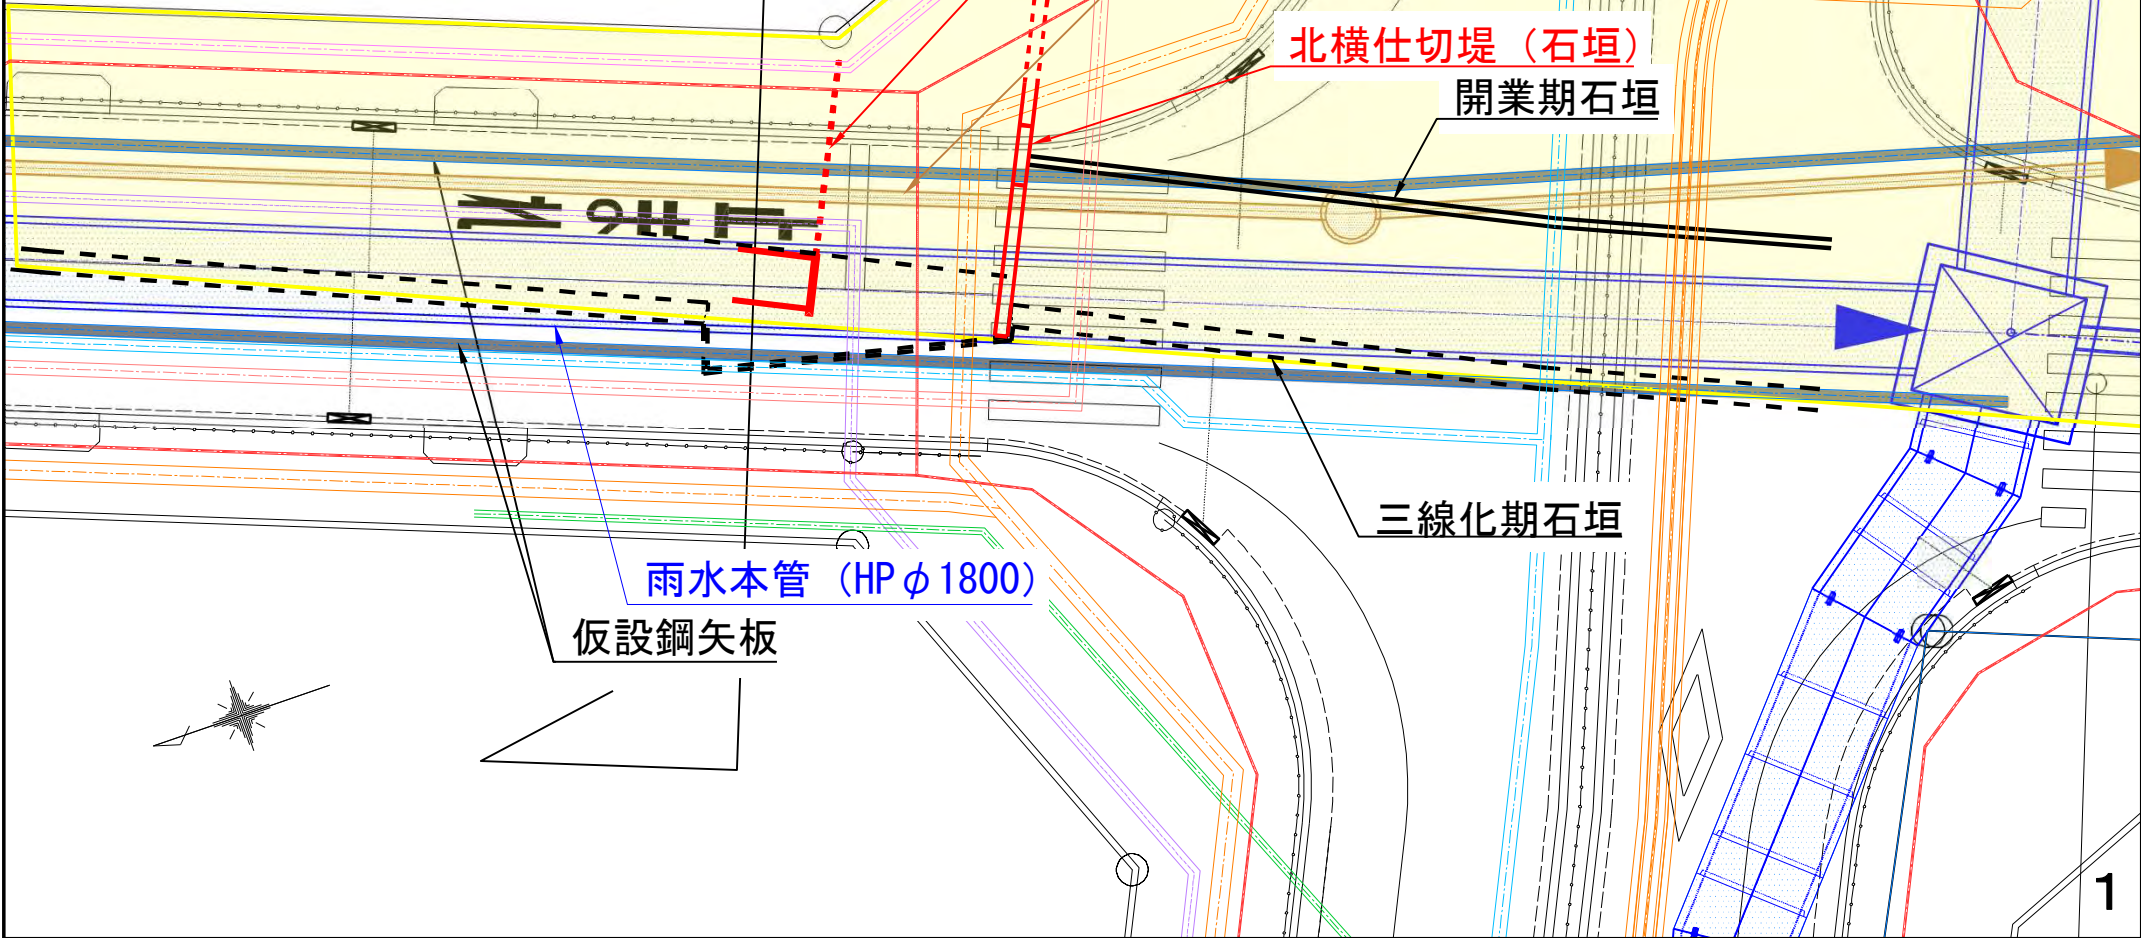 北横仕切堤（石垣）
開業期石垣
三線化期石垣
雨水本管（HPφ1800）
仮設鋼矢板
1